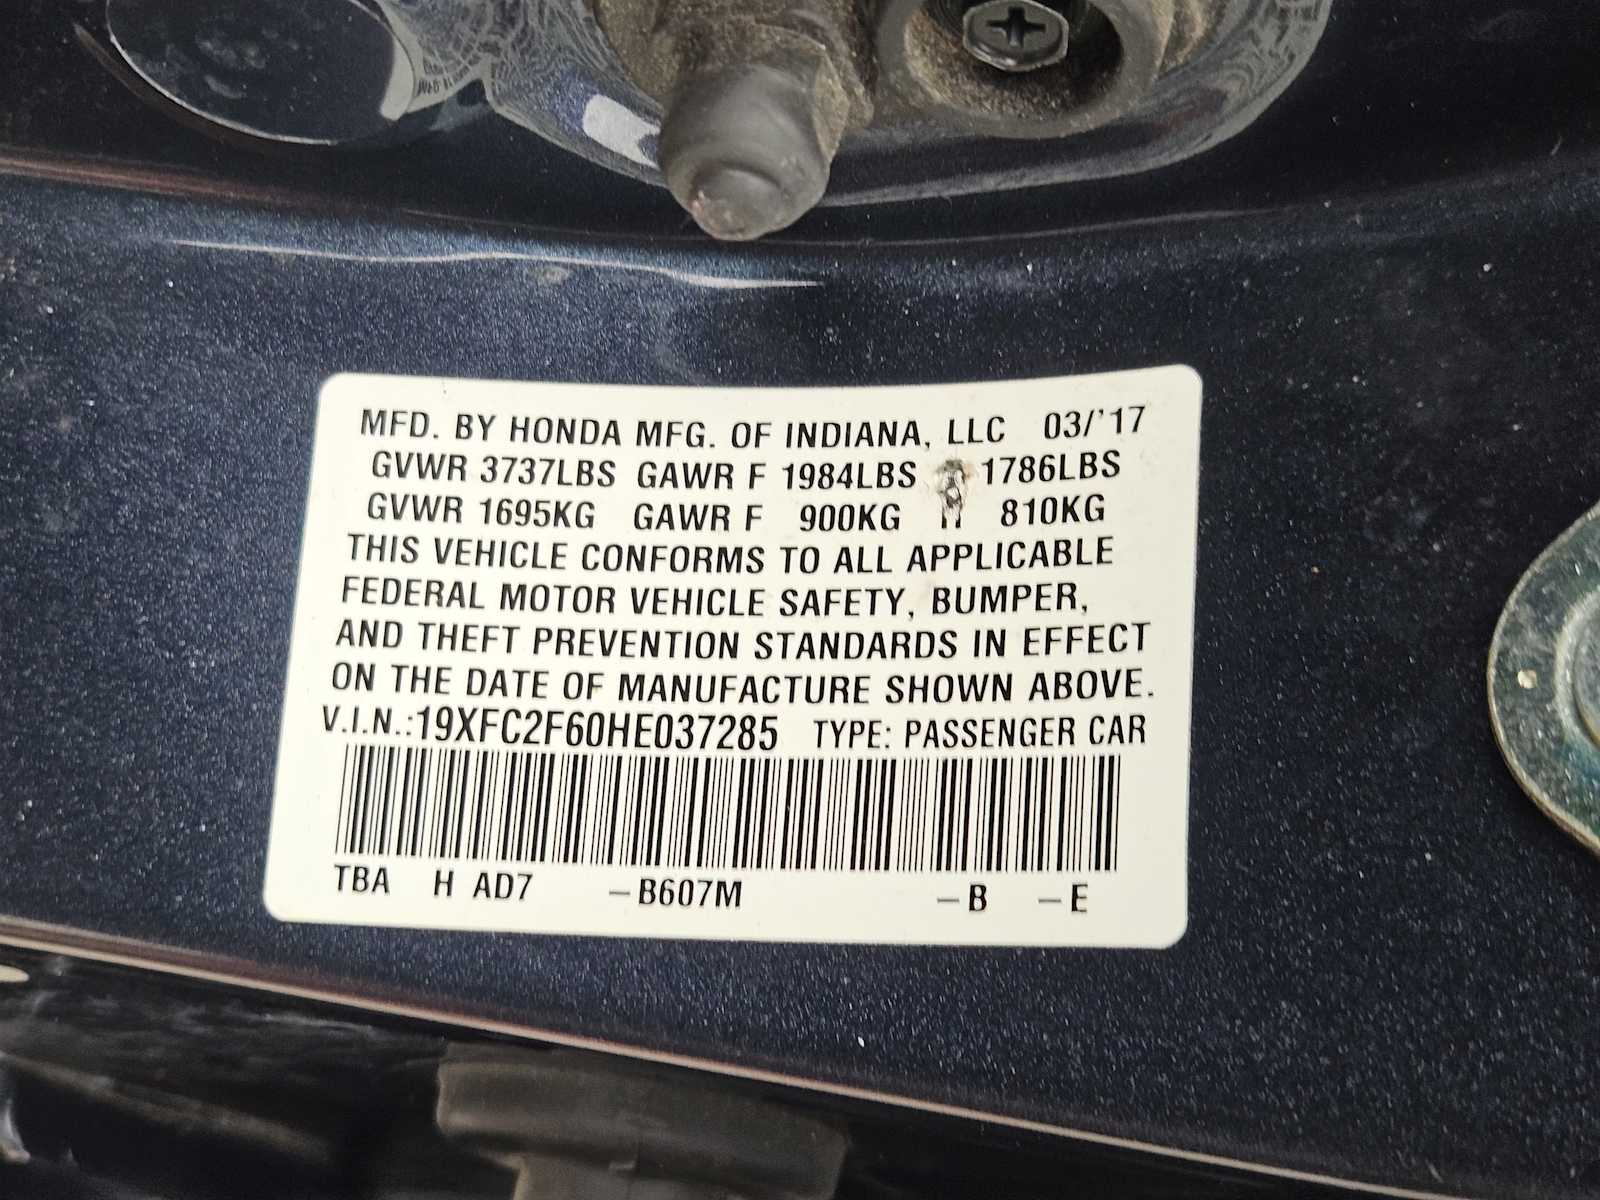 MFD. BY HONDA MFG. OF INDIANA, LLC 03/'17
GVWR 3737LBS GAWR F 1984LBS 1786LBS
GVWR 1695KG GAWR F 900KG 810KG
THIS VEHICLE CONFORMS TO ALL APPLICABLE
FEDERAL MOTOR VEHICLE SAFETY, BUMPER,
AND THEFT PREVENTION STANDARDS IN EFFECT
ON THE DATE OF MANUFACTURE SHOWN ABOVE.
V.I.N.:19XFC2F60HE037285 TYPE: PASSENGER CAR
TBA H AD7 –B607M –B –E